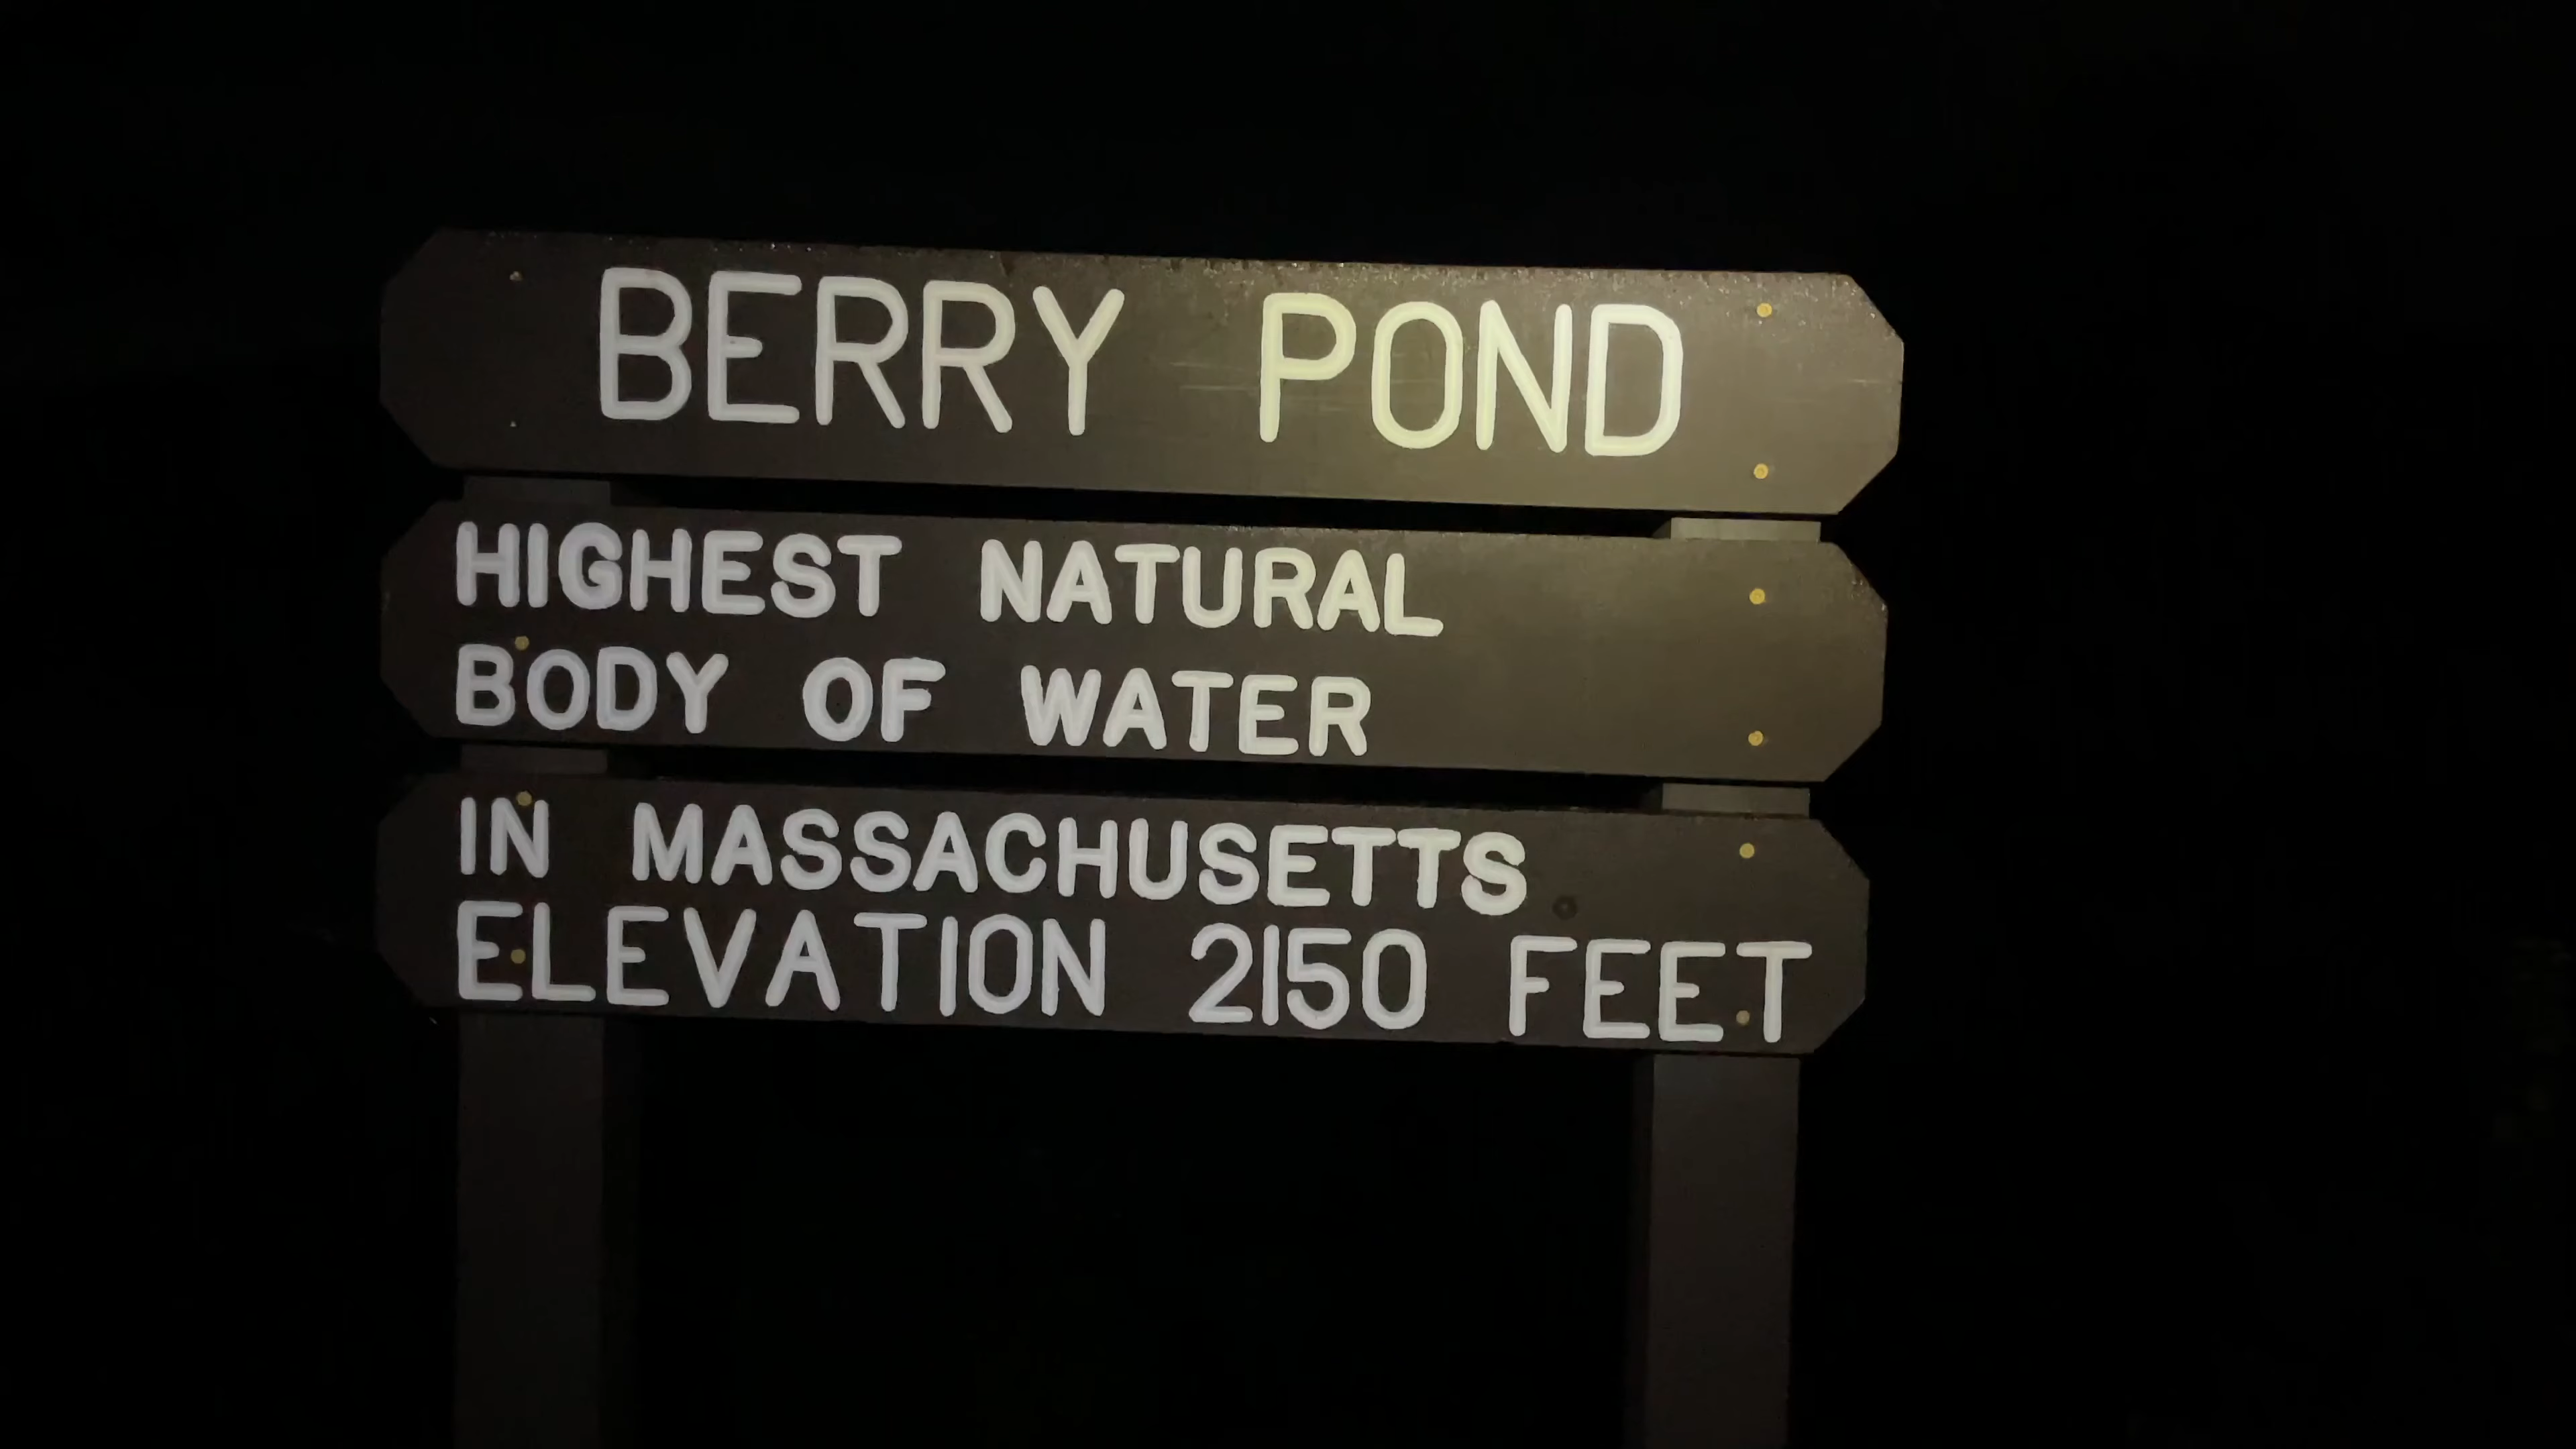 BERRY POND
HIGHEST NATURAL
BODY OF WATER
IN MASSACHUSETTS
ELEVATION 2150 FEET